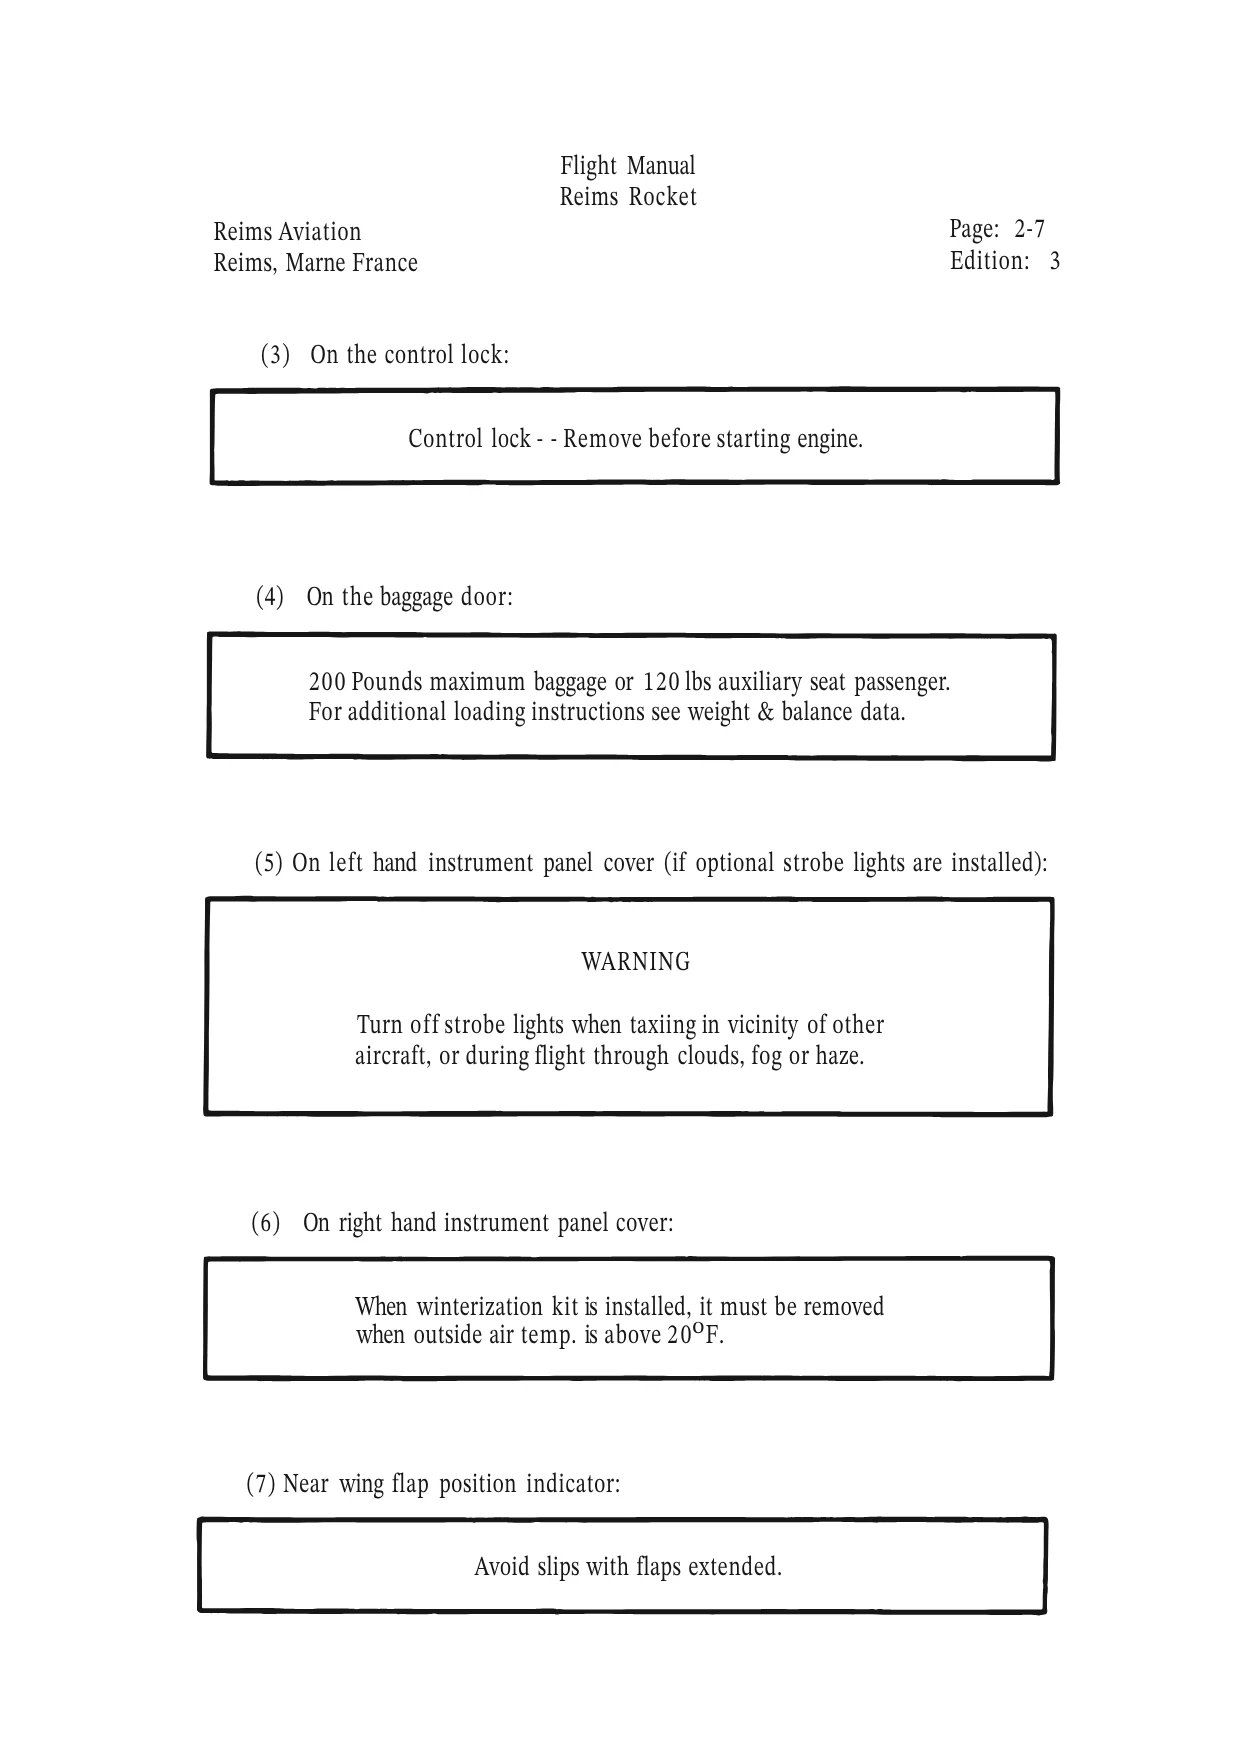 Flight Manual
Reims Rocket
Reims Aviation
Reims, Marne France
Page: 2-7
Edition: 3
(3) On the control lock:
Control lock - - Remove before starting engine.
(4) On the baggage door:
200 Pounds maximum baggage or 120 lbs auxiliary seat passenger.
For additional loading instructions see weight & balance data.
(5) On left hand instrument panel cover (if optional strobe lights are installed):
WARNING
Turn off strobe lights when taxiing in vicinity of other
aircraft, or during flight through clouds, fog or haze.
(6) On right hand instrument panel cover:
When winterization kit is installed, it must be removed
when outside air temp. is above 20ºF.
(7) Near wing flap position indicator:
Avoid slips with flaps extended.